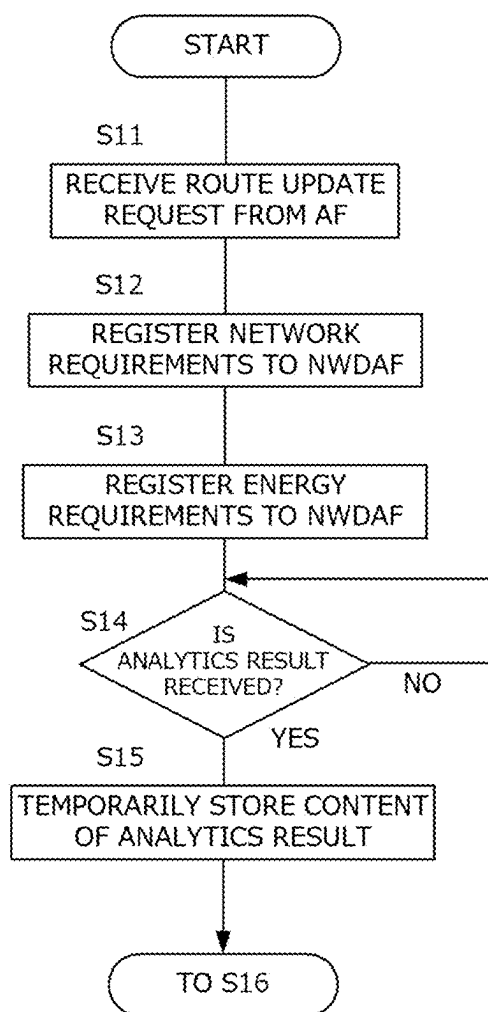 START
S11
RECEIVE ROUTE UPDATE
REQUEST FROM AF
S12
REGISTER NETWORK
REQUIREMENTS TO NWDAF
S13
REGISTER ENERGY
REQUIREMENTS TO NWDAF
S14
IS
ANALYTICS RESULT
RECEIVED?
NO
YES
S15
TEMPORARILY STORE CONTENT
OF ANALYTICS RESULT
TO S16